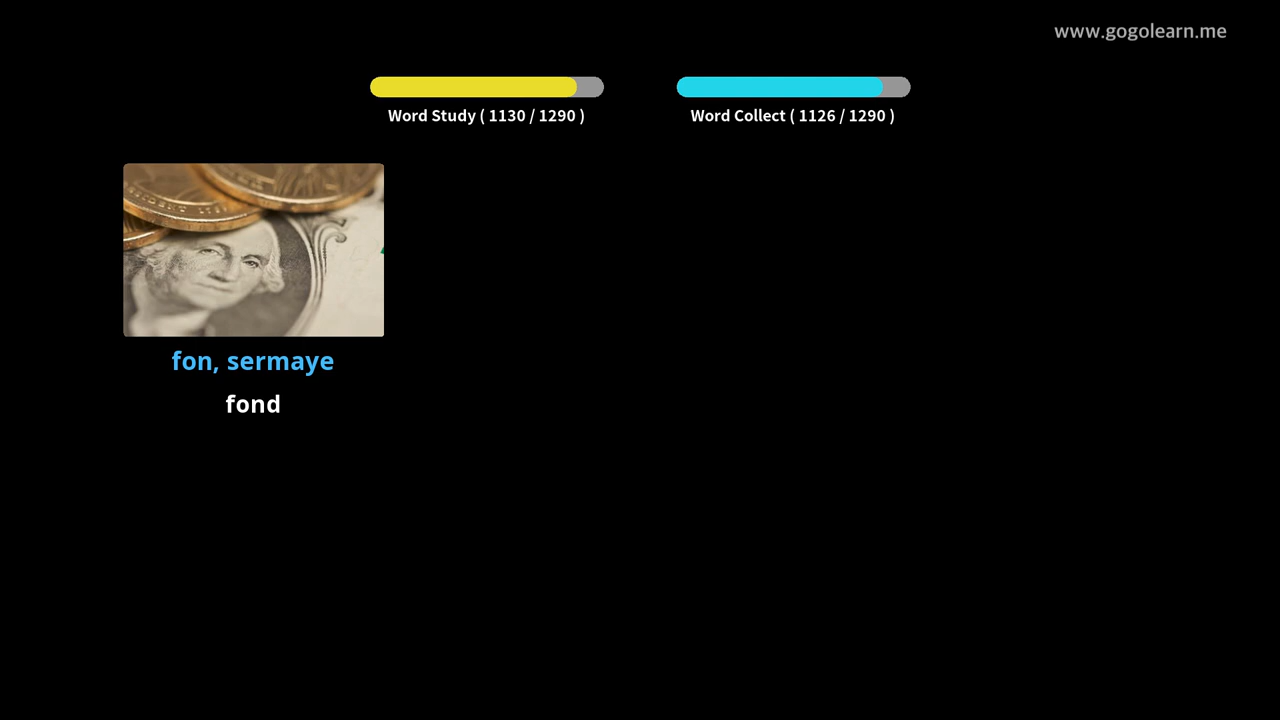 www.gogolearn.me
Word Study ( 1130 / 1290 )
Word Collect ( 1126 / 1290 )
fon, sermaye
fond